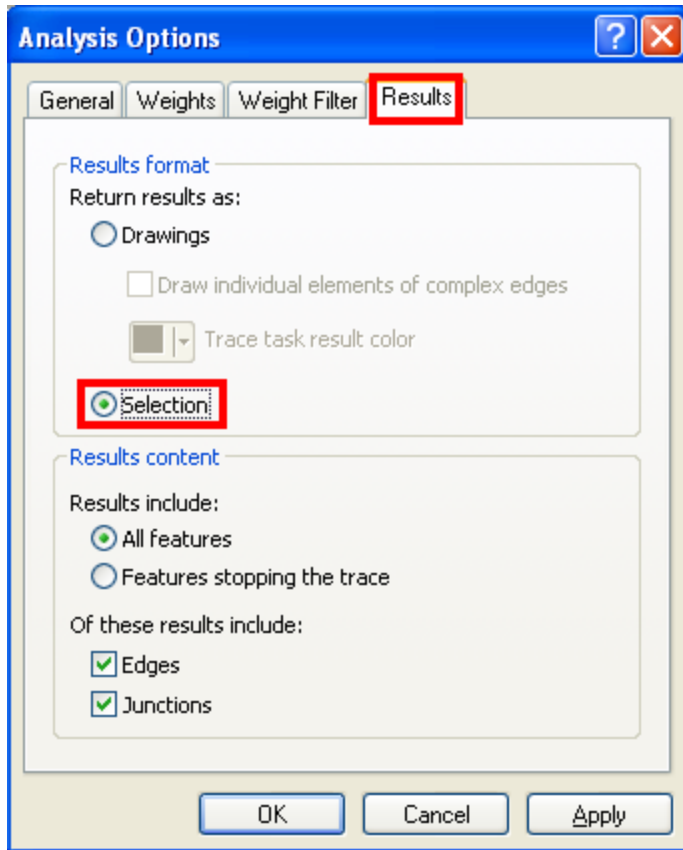 Analysis Options
General Weights Weight Filter Results
Results format
Return results as:
Drawings
Draw individual elements of complex edges
Trace task result color
Selection
Results content
Results include:
All features
Features stopping the trace
Of these results include:
Edges
Junctions
OK Cancel Apply